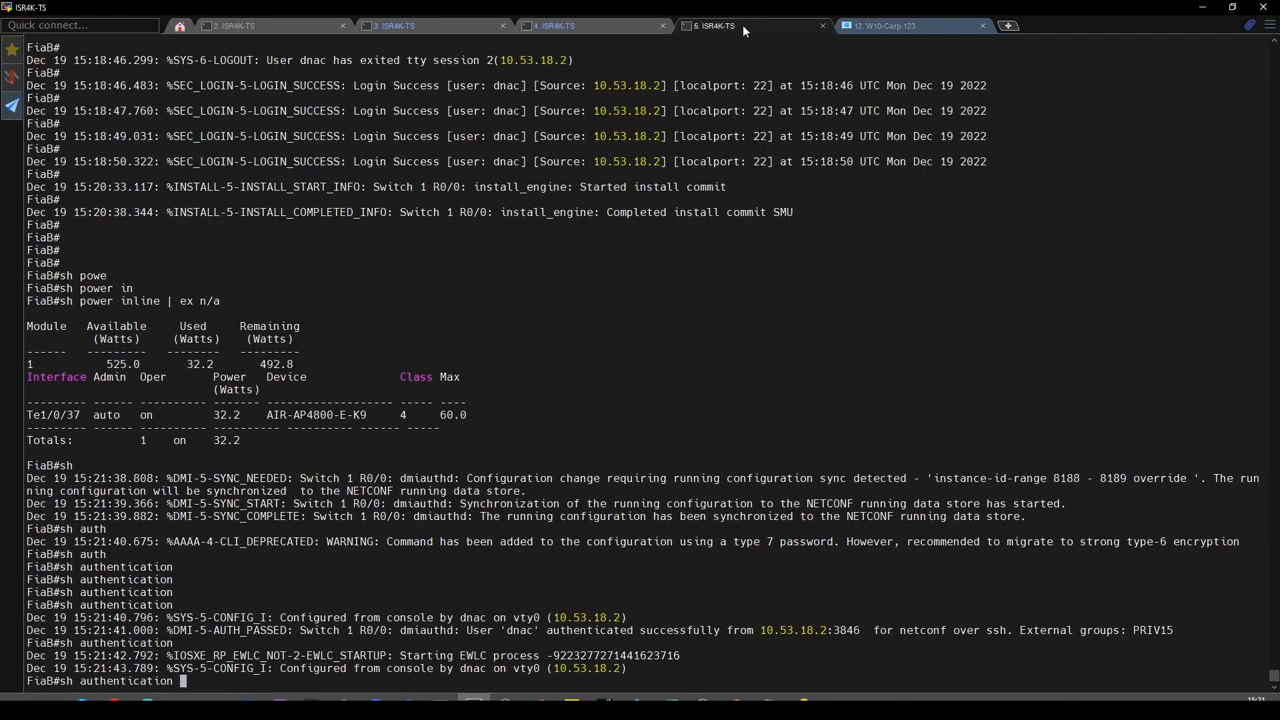 ISR4K-TS
Quick connect...
2. ISR4K-TS
3. ISR4K-TS
4. ISR4K-TS
5. ISR4K-TS
12. W10-Corp.123
FiaB#
Dec 19 15:18:46.299: %SYS-6-LOGOUT: User dnac has exited tty session 2(10.53.18.2)
FiaB#
Dec 19 15:18:46.483: %SEC_LOGIN-5-LOGIN_SUCCESS: Login Success [user: dnac] [Source: 10.53.18.2] [localport: 22] at 15:18:46 UTC Mon Dec 19 2022
FiaB#
Dec 19 15:18:47.760: %SEC_LOGIN-5-LOGIN_SUCCESS: Login Success [user: dnac] [Source: 10.53.18.2] [localport: 22] at 15:18:47 UTC Mon Dec 19 2022
FiaB#
Dec 19 15:18:49.031: %SEC_LOGIN-5-LOGIN_SUCCESS: Login Success [user: dnac] [Source: 10.53.18.2] [localport: 22] at 15:18:49 UTC Mon Dec 19 2022
FiaB#
Dec 19 15:18:50.322: %SEC_LOGIN-5-LOGIN_SUCCESS: Login Success [user: dnac] [Source: 10.53.18.2] [localport: 22] at 15:18:50 UTC Mon Dec 19 2022
FiaB#
Dec 19 15:20:33.117: %INSTALL-5-INSTALL_START_INFO: Switch 1 R0/0: install_engine: Started install commit
FiaB#
Dec 19 15:20:38.344: %INSTALL-5-INSTALL_COMPLETED_INFO: Switch 1 R0/0: install_engine: Completed install commit SMU
FiaB#
FiaB#
FiaB#
FiaB#
FiaB#sh powe
FiaB#sh power in
FiaB#sh power inline | ex n/a
Module   Available     Used     Remaining
          (Watts)     (Watts)    (Watts)
------   ---------   --------   ---------
1           525.0       32.2       492.8
Interface Admin  Oper       Power   Device              Class Max
                            (Watts)
--------- ------ ---------- ------- ------------------- ----- ----
Te1/0/37  auto   on         32.2    AIR-AP4800-E-K9     4     60.0
--------- ------ ---------- ------- ------------------- ----- ----
Totals:          1    on    32.2
FiaB#sh
Dec 19 15:21:38.808: %DMI-5-SYNC_NEEDED: Switch 1 R0/0: dmiauthd: Configuration change requiring running configuration sync detected - 'instance-id-range 8188 - 8189 override '. The run
ning configuration will be synchronized  to the NETCONF running data store.
Dec 19 15:21:39.366: %DMI-5-SYNC_START: Switch 1 R0/0: dmiauthd: Synchronization of the running configuration to the NETCONF running data store has started.
Dec 19 15:21:39.882: %DMI-5-SYNC_COMPLETE: Switch 1 R0/0: dmiauthd: The running configuration has been synchronized to the NETCONF running data store.
FiaB#sh auth
Dec 19 15:21:40.675: %AAAA-4-CLI_DEPRECATED: WARNING: Command has been added to the configuration using a type 7 password. However, recommended to migrate to strong type-6 encryption
FiaB#sh auth
FiaB#sh authentication
FiaB#sh authentication
FiaB#sh authentication
FiaB#sh authentication
Dec 19 15:21:40.796: %SYS-5-CONFIG_I: Configured from console by dnac on vty0 (10.53.18.2)
Dec 19 15:21:41.000: %DMI-5-AUTH_PASSED: Switch 1 R0/0: dmiauthd: User 'dnac' authenticated successfully from 10.53.18.2:3846  for netconf over ssh. External groups: PRIV15
FiaB#sh authentication
Dec 19 15:21:42.792: %IOSXE_RP_EWLC_NOT-2-EWLC_STARTUP: Starting EWLC process -9223277271441623716
Dec 19 15:21:43.789: %SYS-5-CONFIG_I: Configured from console by dnac on vty0 (10.53.18.2)
FiaB#sh authentication